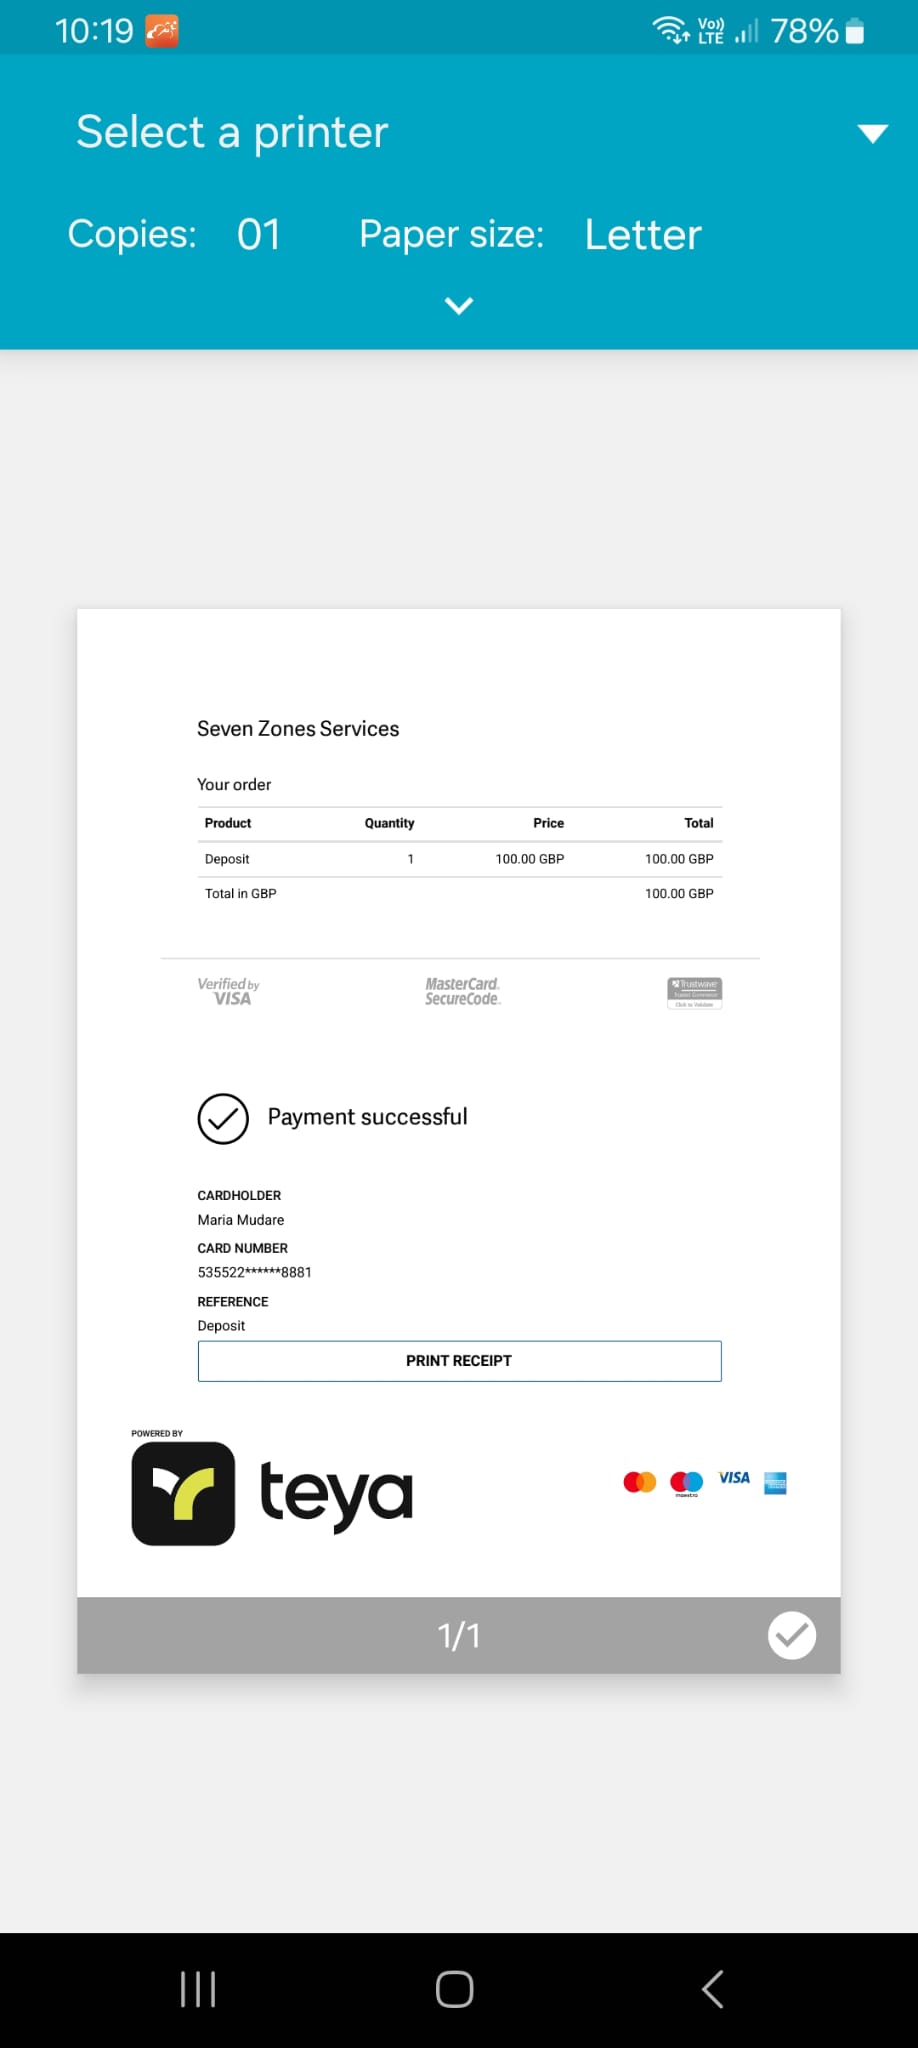 10:19 Vo)) LTE 78%
Select a printer
Copies: 01 Paper size: Letter
Seven Zones Services
Your order
Product Quantity Price Total
Deposit 1 100.00 GBP 100.00 GBP
Total in GBP 100.00 GBP
Verified by VISA
MasterCard. SecureCode.
Trustwave
Trusted Commerce
Click to Validate
Payment successful
CARDHOLDER
Maria Mudare
CARD NUMBER
535522******8881
REFERENCE
Deposit
PRINT RECEIPT
POWERED BY
teya
maestro
VISA
1/1